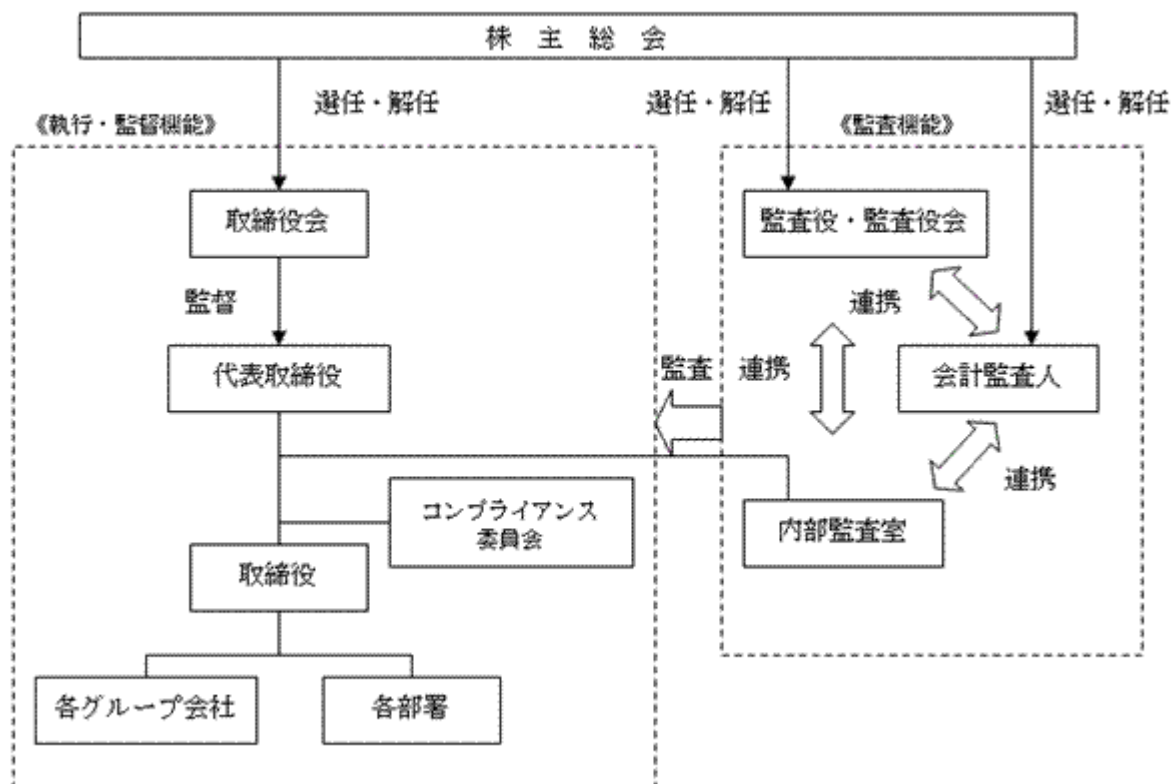 株 主 総 会
選任・解任
選任・解任
選任・解任
《執行・監督機能》
《監査機能》
取締役会
監査役・監査役会
監督
連携
代表取締役
監査
連携
会計監査人
連携
コンプライアンス
委員会
内部監査室
取締役
各グループ会社
各部署